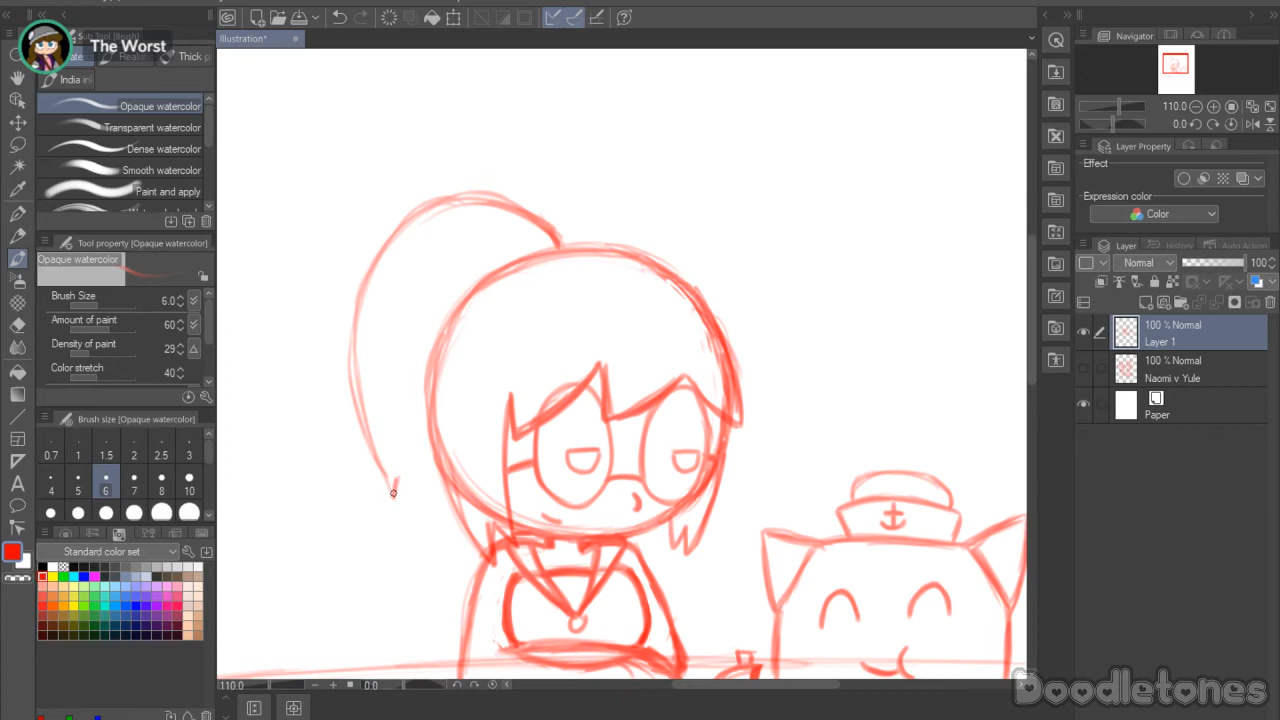 The Worst
Sub Tool [Brush]
Thick p
India in
Opaque watercolor
Transparent watercolor
Dense watercolor
Smooth watercolor
Paint and apply
Tool property [Opaque watercolor]
Opaque watercolor
Brush Size 6.0
Amount of paint 60
Density of paint 29
Color stretch 40
Brush size [Opaque watercolor]
0.7 1 1.5 2 2.5 3
4 5 6 7 8 10
Standard color set
Illustration*
110.0 0.0
Navigator
110.0
0.0
Layer Property
Effect
Expression color
Color
Layer History Auto Action
Normal 100
100 % Normal
Layer 1
100 % Normal
Naomi v Yule
Paper
Doodletones